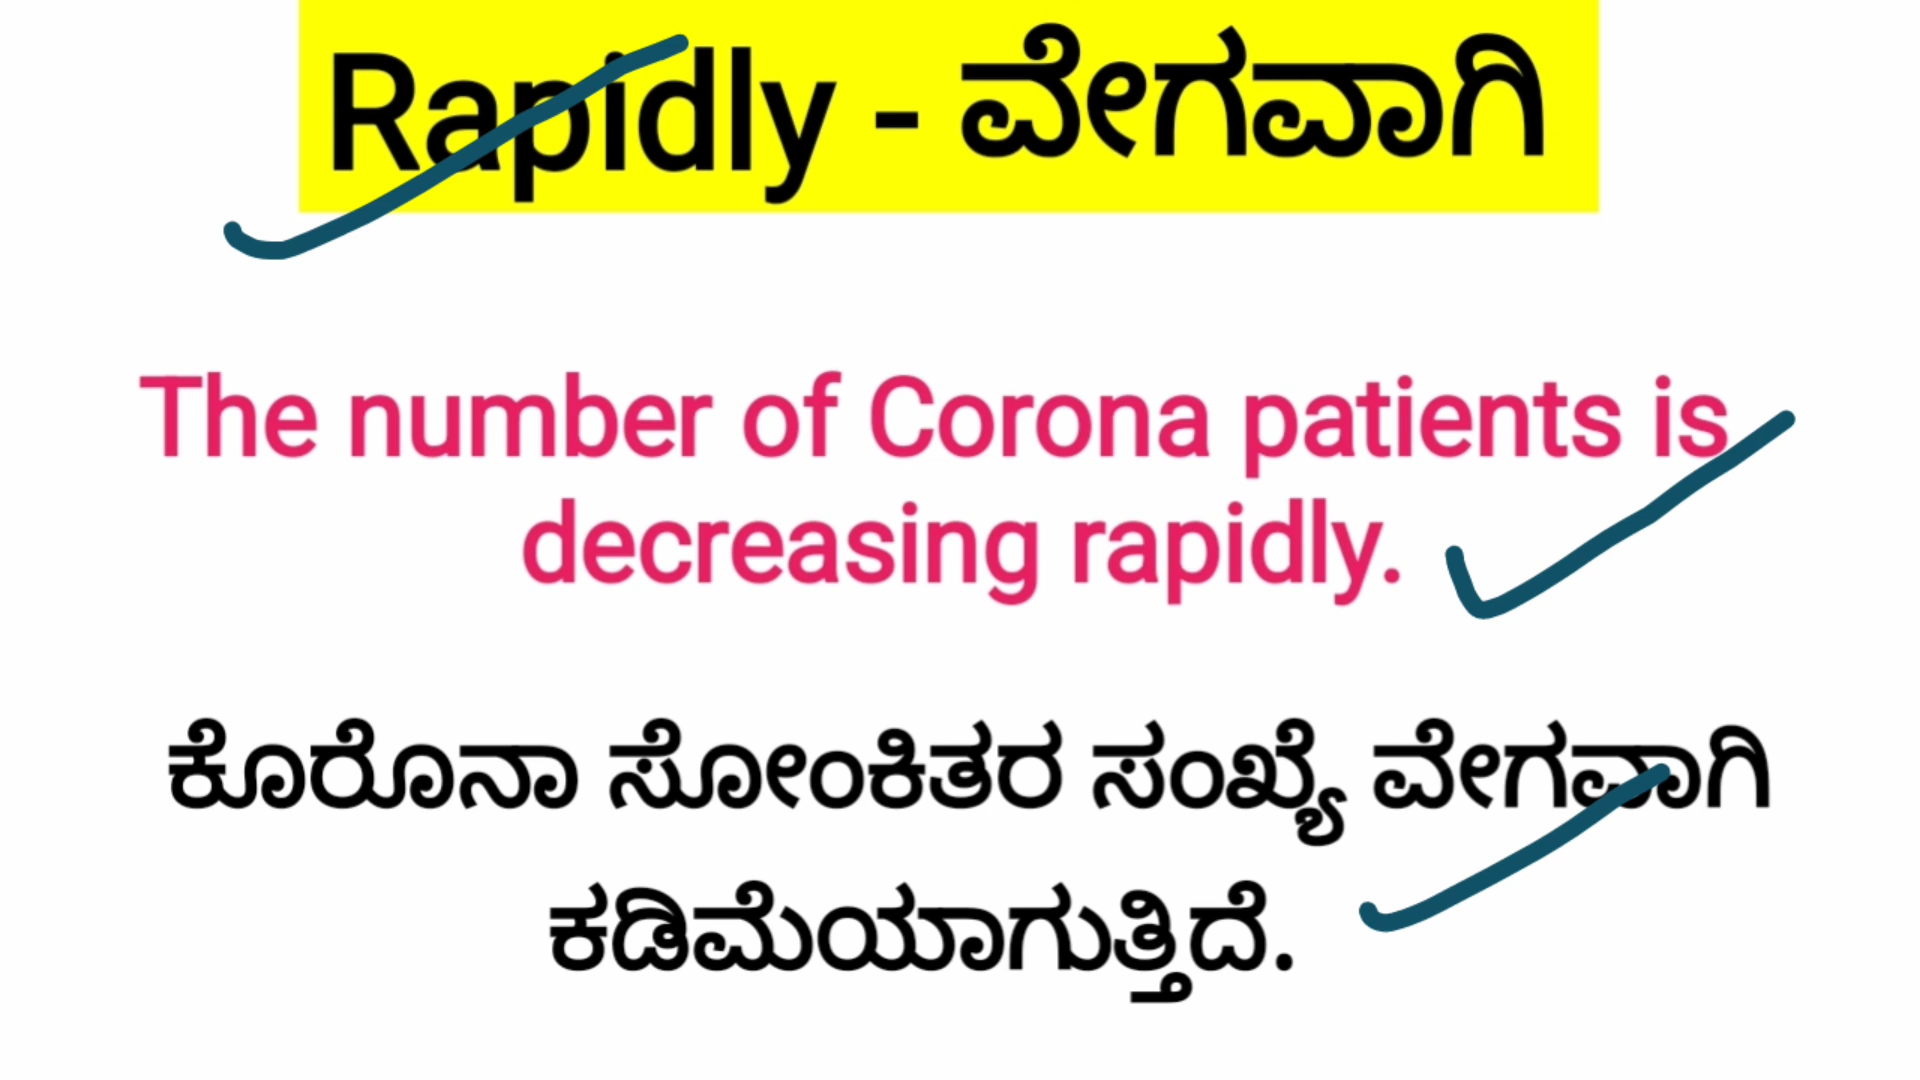 Rapidly - ವೇಗವಾಗಿ
The number of Corona patients is
decreasing rapidly.
ಕೊರೊನಾ ಸೋಂಕಿತರ ಸಂಖ್ಯೆ ವೇಗವಾಗಿ
ಕಡಿಮೆಯಾಗುತ್ತಿದೆ.